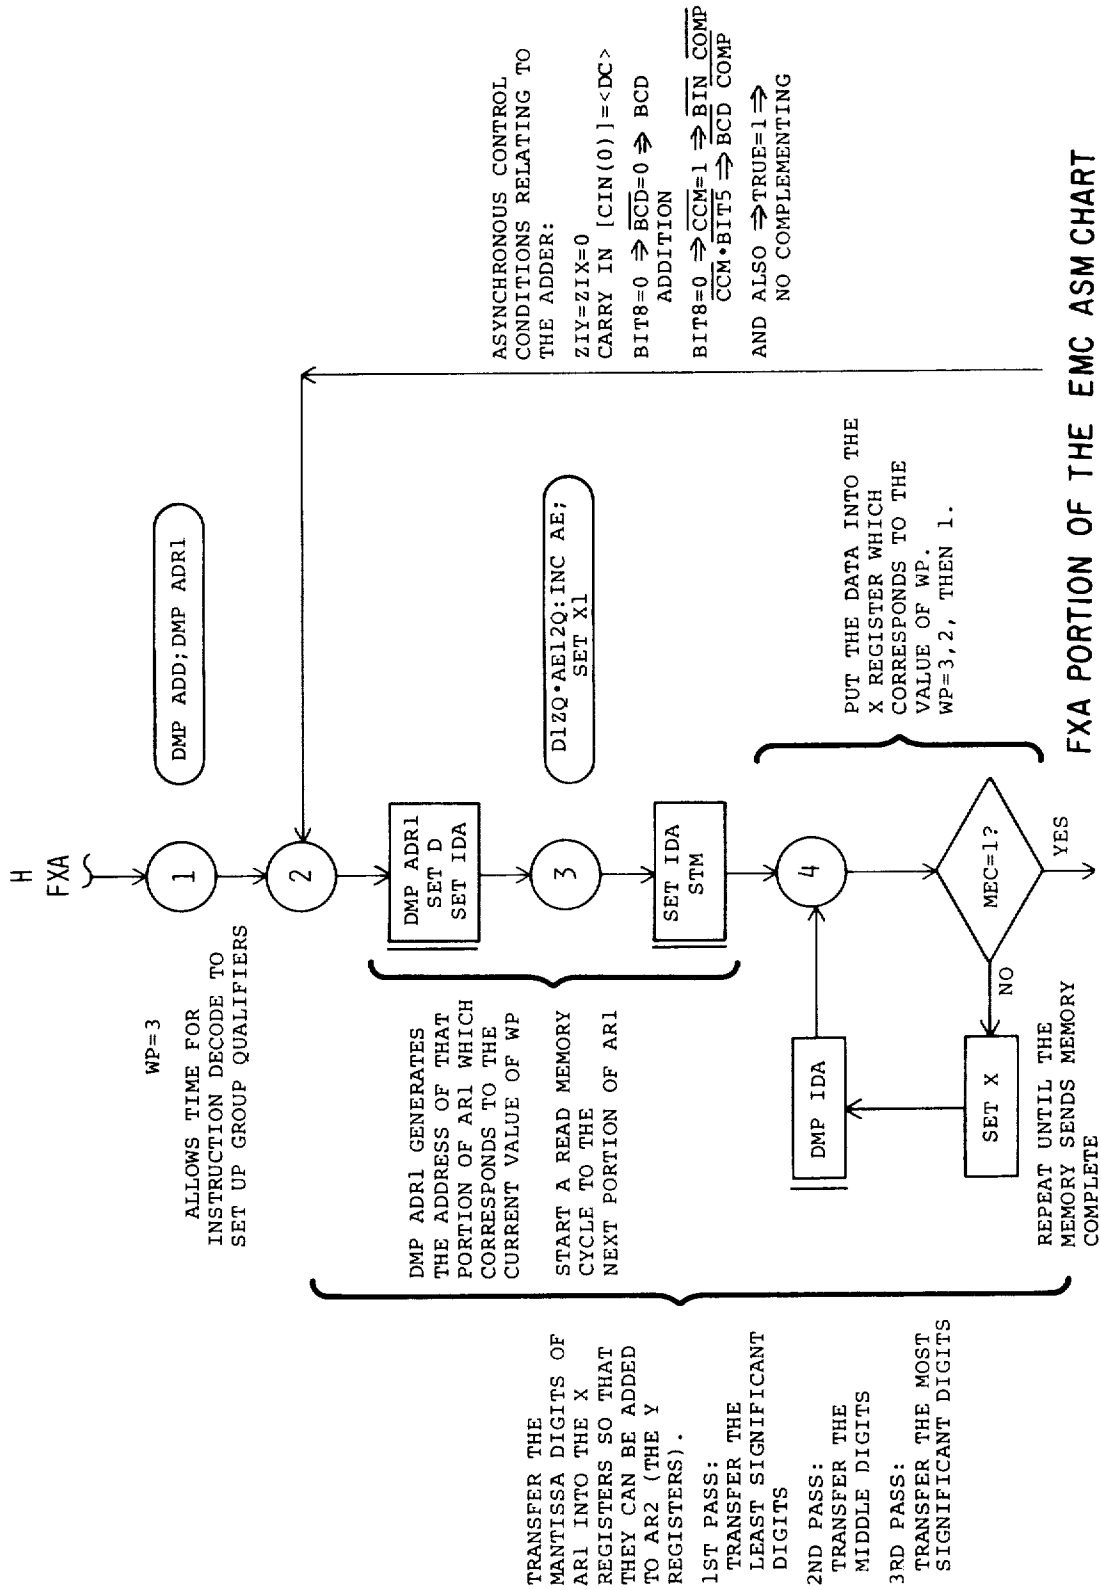 H
FXA
WP=3
ALLOWS TIME FOR
INSTRUCTION DECODE TO
SET UP GROUP QUALIFIERS
1
DMP ADD;DMP ADR1
2
TRANSFER THE
MANTISSA DIGITS OF
AR1 INTO THE X
REGISTERS SO THAT
THEY CAN BE ADDED
TO AR2 (THE Y
REGISTERS).
1ST PASS:
TRANSFER THE
LEAST SIGNIFICANT
DIGITS
2ND PASS:
TRANSFER THE
MIDDLE DIGITS
3RD PASS:
TRANSFER THE MOST
SIGNIFICANT DIGITS
DMP ADR1 GENERATES
THE ADDRESS OF THAT
PORTION OF AR1 WHICH
CORRESPONDS TO THE
CURRENT VALUE OF WP
START A READ MEMORY
CYCLE TO THE
NEXT PORTION OF AR1
DMP ADR1
SET D
SET IDA
3
D1ZQ•AE12Q:INC AE;
SET X1
SET IDA
STM
4
DMP IDA
SET X
MEC=1?
NO
YES
REPEAT UNTIL THE
MEMORY SENDS MEMORY
COMPLETE
PUT THE DATA INTO THE
X REGISTER WHICH
CORRESPONDS TO THE
VALUE OF WP.
WP=3,2, THEN 1.
ASYNCHRONOUS CONTROL
CONDITIONS RELATING TO
THE ADDER:
ZIY=ZIX=0
CARRY IN [CIN(0)]=<DC>
BIT8=0 ⇒ B̅C̅D̅=0 ⇒ BCD
ADDITION
BIT8=0 ⇒ C̅C̅M̅=1 ⇒ B̅I̅N̅ C̅O̅M̅P̅
C̅C̅M̅•B̅I̅T̅5̅ ⇒ B̅C̅D̅ C̅O̅M̅P̅
AND ALSO ⇒TRUE=1⇒
NO COMPLEMENTING
FXA PORTION OF THE EMC ASM CHART